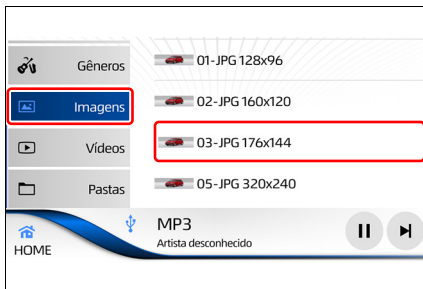 Gêneros
01-JPG 128x96
Imagens
02-JPG 160x120
Vídeos
03-JPG 176x144
Pastas
05-JPG 320x240
MP3
Artista desconhecido
HOME